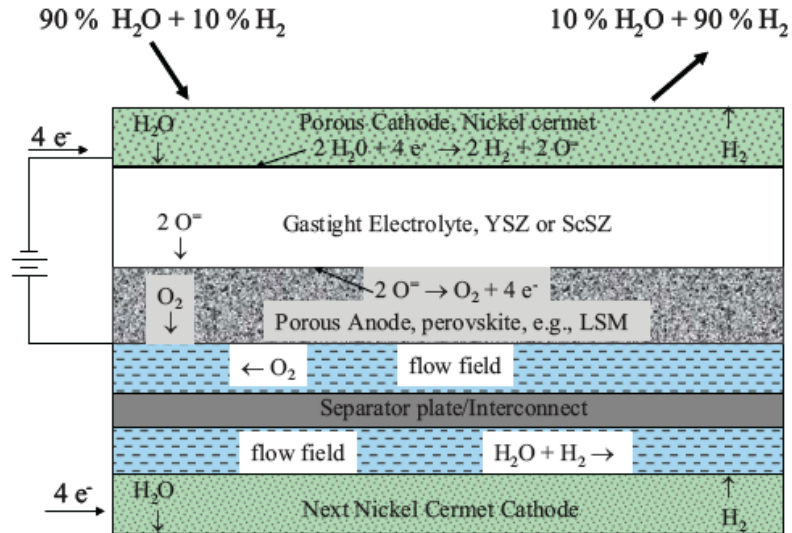 90 % H₂O + 10 % H₂
10 % H₂O + 90 % H₂
4 e⁻
H₂O
↓
Porous Cathode, Nickel cermet
2 H₂0 + 4 e⁻ → 2 H₂ + 2 O⁼
↑
H₂
2 O⁼
↓
Gastight Electrolyte, YSZ or ScSZ
O₂
↓
2 O⁼ → O₂ + 4 e⁻
Porous Anode, perovskite, e.g., LSM
← O₂
flow field
Separator plate/Interconnect
flow field
H₂O + H₂ →
4 e⁻
H₂O
↓
Next Nickel Cermet Cathode
↑
H₂